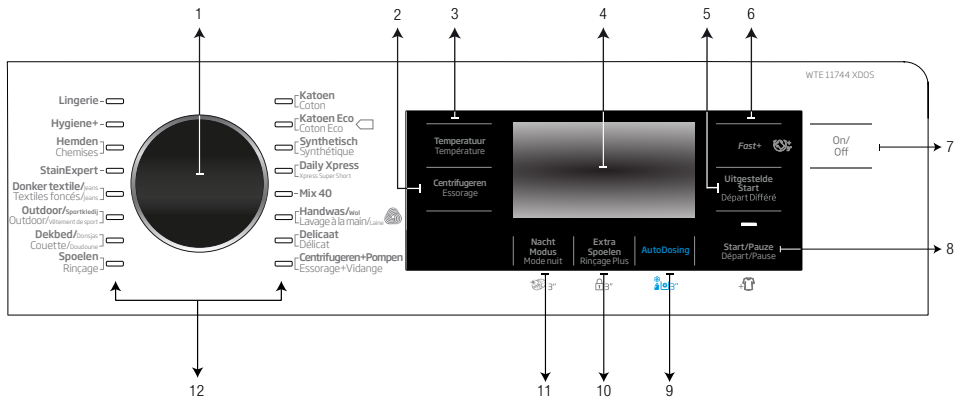 1
2
3
4
5
6
WTE 11744 XDOS
Lingerie
Hygiene+
Hemden
Chemises
StainExpert
Donker textile/Jeans
Textiles foncés/Jeans
Outdoor/Sportkledij
Outdoor/Vêtement de sport
Dekbed/Donsjas
Couette/Doudoune
Spoelen
Rinçage
Katoen
Coton
Katoen Eco
Coton Eco
Synthetisch
Synthétique
Daily Xpress
Xpress Super Short
Mix 40
Handwas/Wol
Lavage à la main/Laine
Delicaat
Délicat
Centrifugeren+Pompen
Essorage+Vidange
Temperatuur
Température
Centrifugeren
Essorage
Fast+
Uitgestelde
Start
Départ Différé
On/
Off
7
Nacht
Modus
Mode nuit
3"
Extra
Spoelen
Rinçage Plus
3"
AutoDosing
3"
Start/Pauze
Départ/Pause
+
8
12
11
10
9